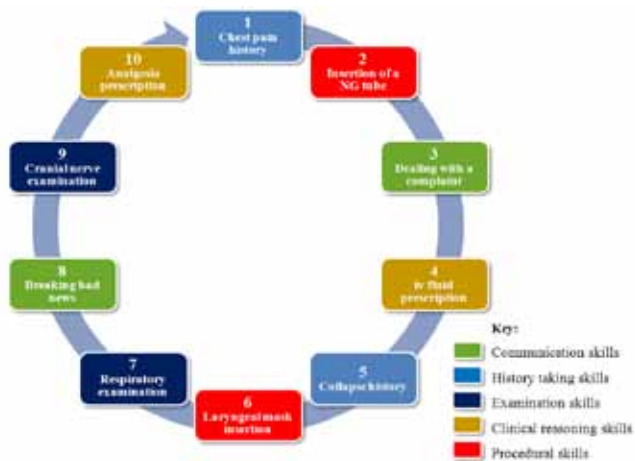 1
Chest pain
history
2
Insertion of a
NG tube
3
Dealing with a
complaint
4
iv fluid
prescription
5
Collapse history
6
Laryngeal mask
insertion
7
Respiratory
examination
8
Breaking bad
news
9
Cranial nerve
examination
10
Analgesia
prescription
Key:
Communication skills
History taking skills
Examination skills
Clinical reasoning skills
Procedural skills